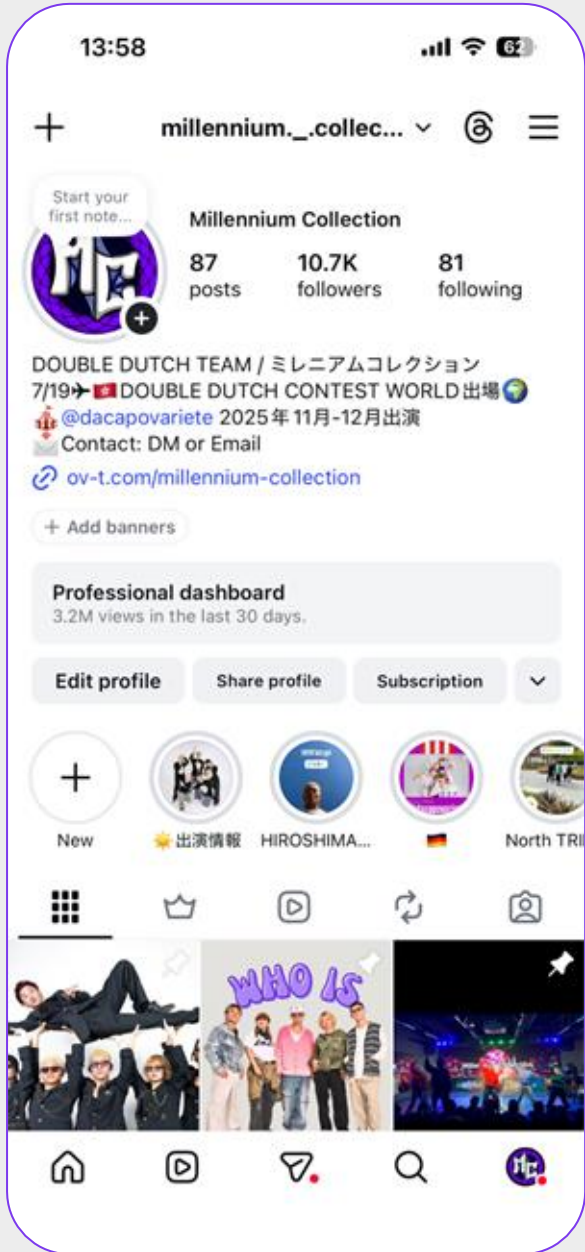 13:58
62
millennium._.collec...
Start your
first note...
Millennium Collection
87 10.7K 81
posts followers following
DOUBLE DUTCH TEAM / ミレニアムコレクション
7/19✈🇭🇰DOUBLE DUTCH CONTEST WORLD出場🌍
🎪@dacapovariete 2025年11月-12月出演
✉️Contact: DM or Email
ov-t.com/millennium-collection
+ Add banners
Professional dashboard
3.2M views in the last 30 days.
Edit profile Share profile Subscription
New ☀️出演情報 HIROSHIMA... 🇩🇪 North TRI
WHO IS
MC